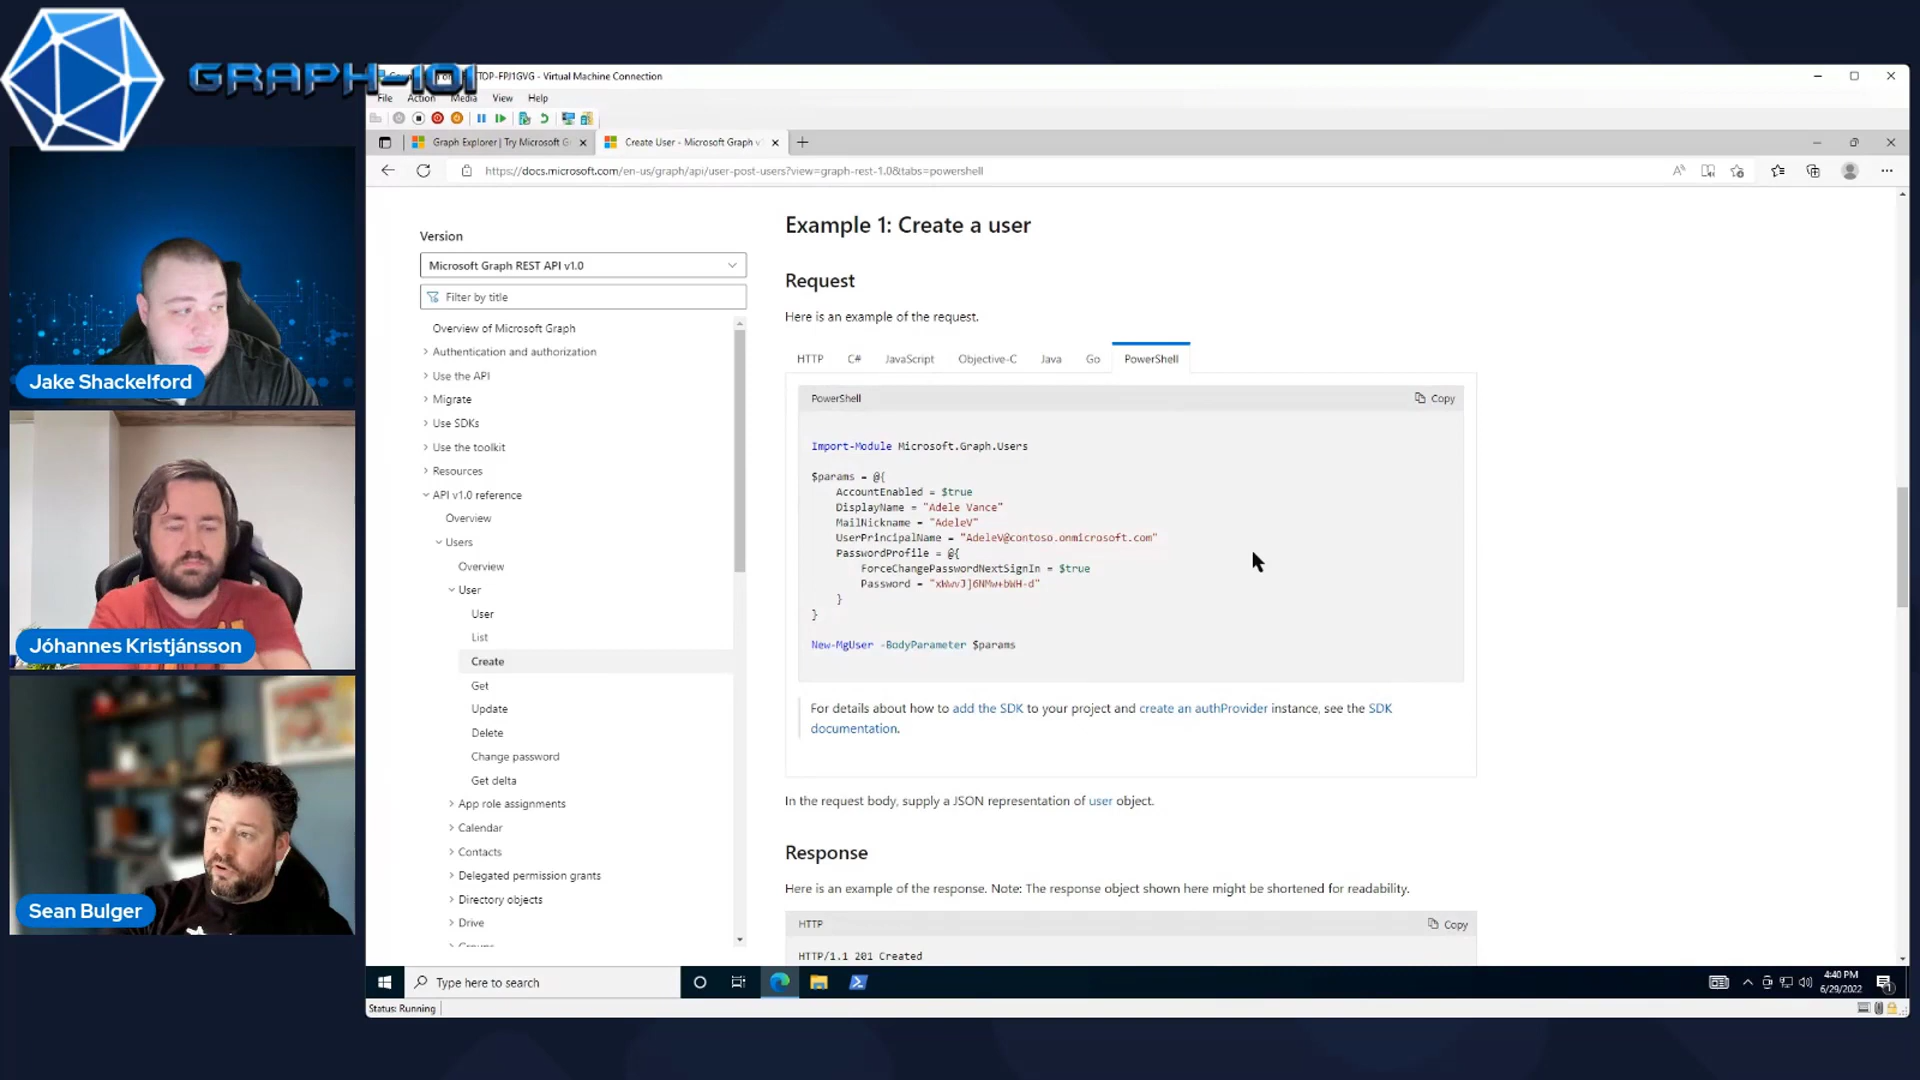 GRAPH-101
TOP-FPJ1GVG - Virtual Machine Connection
File Action Media View Help
Graph Explorer | Try Microsoft G
Create User - Microsoft Graph v
https://docs.microsoft.com/en-us/graph/api/user-post-users?view=graph-rest-1.0&tabs=powershell
Jake Shackelford
Jóhannes Kristjánsson
Sean Bulger
Version
Microsoft Graph REST API v1.0
Filter by title
Overview of Microsoft Graph
Authentication and authorization
Use the API
Migrate
Use SDKs
Use the toolkit
Resources
API v1.0 reference
Overview
Users
Overview
User
User
List
Create
Get
Update
Delete
Change password
Get delta
App role assignments
Calendar
Contacts
Delegated permission grants
Directory objects
Drive
Example 1: Create a user
Request
Here is an example of the request.
HTTP C# JavaScript Objective-C Java Go PowerShell
PowerShell Copy
Import-Module Microsoft.Graph.Users
$params = @{
AccountEnabled = $true
DisplayName = "Adele Vance"
MailNickname = "AdeleV"
UserPrincipalName = "AdeleV@contoso.onmicrosoft.com"
PasswordProfile = @{
ForceChangePasswordNextSignIn = $true
Password = "xWwvJ]6NMw+bWH-d"
}
}
New-MgUser -BodyParameter $params
For details about how to add the SDK to your project and create an authProvider instance, see the SDK
documentation.
In the request body, supply a JSON representation of user object.
Response
Here is an example of the response. Note: The response object shown here might be shortened for readability.
HTTP Copy
HTTP/1.1 201 Created
Type here to search
4:40 PM
6/29/2022
Status: Running